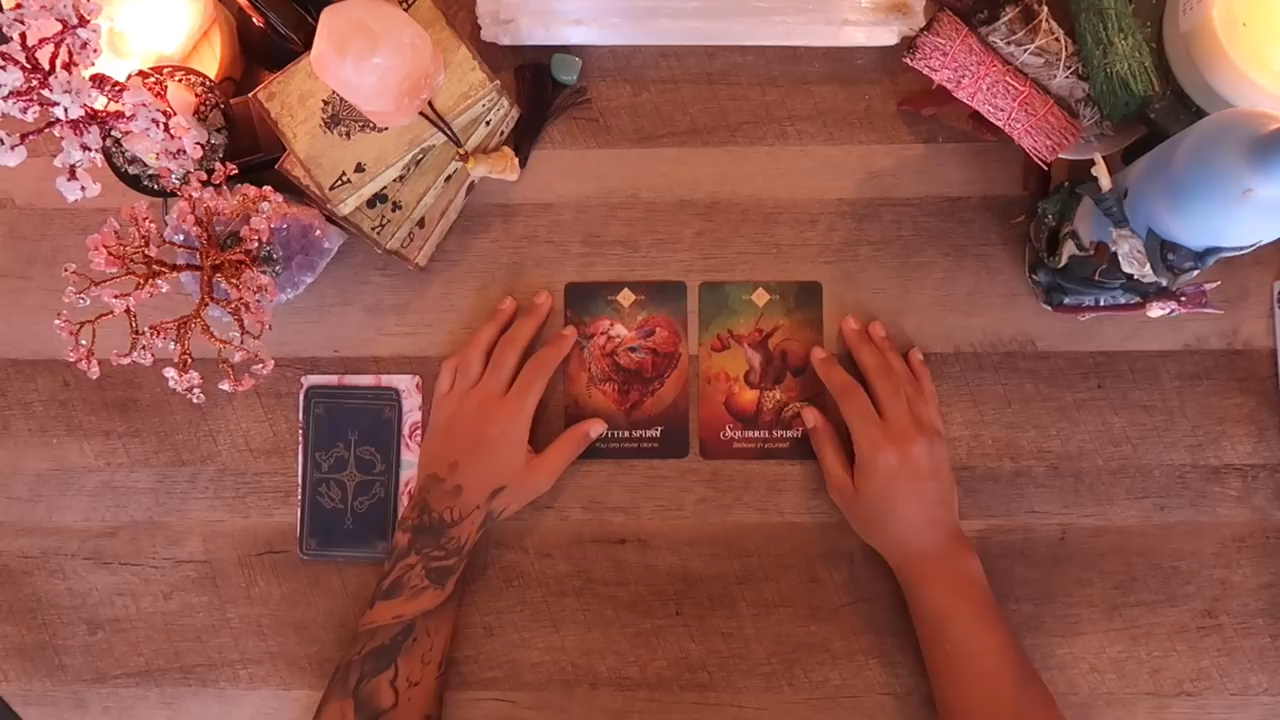 A
K
OTTER SPIRIT
You are never alone
SQUIRREL SPIRIT
Believe in yourself